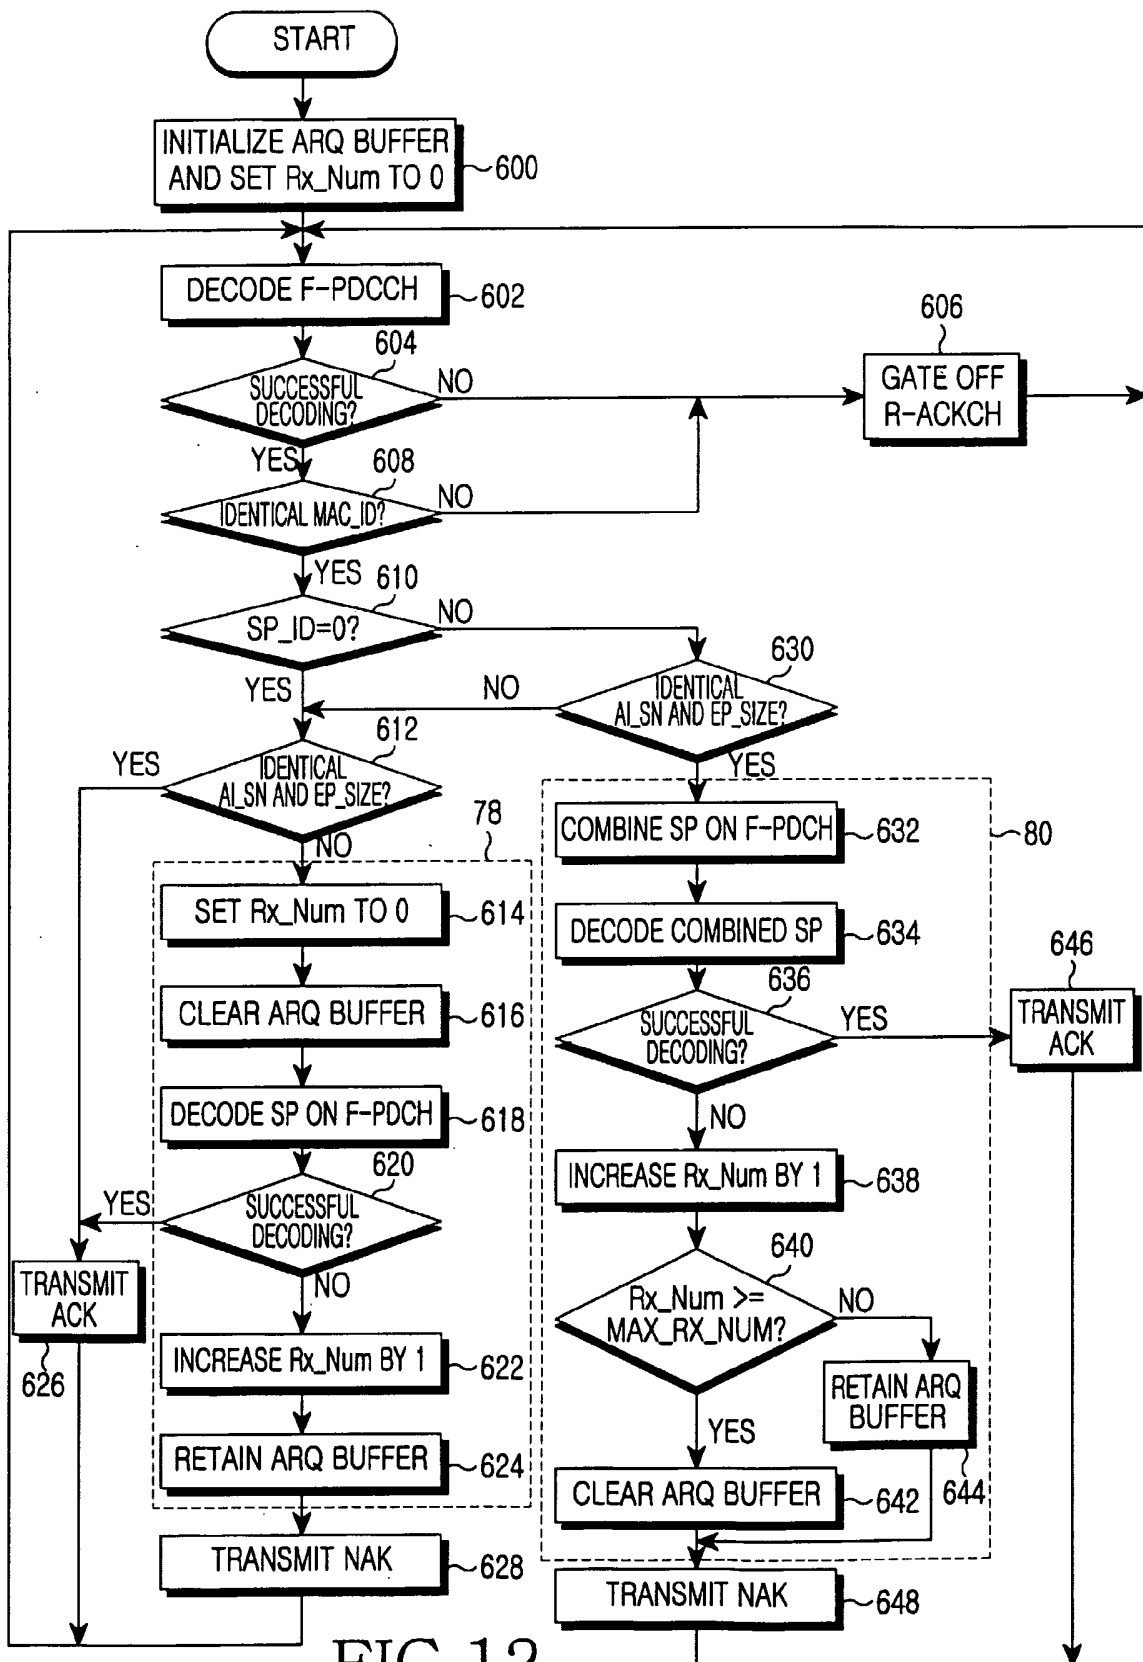 START
INITIALIZE ARQ BUFFER
AND SET Rx_Num TO 0
600
DECODE F-PDCCH
602
604
SUCCESSFUL
DECODING?
NO
606
GATE OFF
R-ACKCH
YES
608
IDENTICAL MAC_ID?
NO
YES
610
SP_ID=0?
NO
YES
630
IDENTICAL
AI_SN AND EP_SIZE?
NO
YES
612
IDENTICAL
AI_SN AND EP_SIZE?
YES
NO
78
SET Rx_Num TO 0
614
CLEAR ARQ BUFFER
616
DECODE SP ON F-PDCH
618
620
SUCCESSFUL
DECODING?
YES
NO
TRANSMIT
ACK
626
INCREASE Rx_Num BY 1
622
RETAIN ARQ BUFFER
624
TRANSMIT NAK
628
80
COMBINE SP ON F-PDCH
632
DECODE COMBINED SP
634
636
SUCCESSFUL
DECODING?
YES
646
TRANSMIT
ACK
NO
INCREASE Rx_Num BY 1
638
640
Rx_Num >=
MAX_RX_NUM?
NO
RETAIN ARQ
BUFFER
644
YES
CLEAR ARQ BUFFER
642
TRANSMIT NAK
648
FIG.12